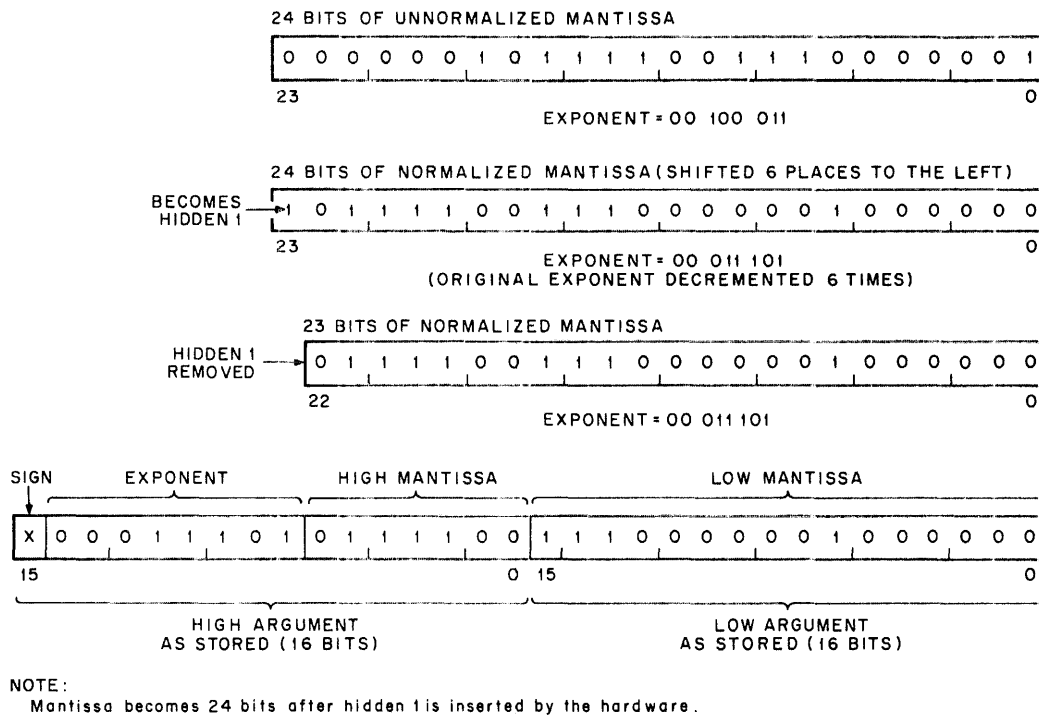 24 BITS OF UNNORMALIZED MANTISSA
0 0 0 0 0 0 1 0 1 1 1 1 0 0 1 1 1 0 0 0 0 0 0 1
23 0
EXPONENT = 00 100 011
24 BITS OF NORMALIZED MANTISSA (SHIFTED 6 PLACES TO THE LEFT)
BECOMES
HIDDEN 1
1 0 1 1 1 1 0 0 1 1 1 0 0 0 0 0 0 1 0 0 0 0 0 0
23 0
EXPONENT = 00 011 101
(ORIGINAL EXPONENT DECREMENTED 6 TIMES)
23 BITS OF NORMALIZED MANTISSA
HIDDEN 1
REMOVED
0 1 1 1 1 0 0 1 1 1 0 0 0 0 0 0 1 0 0 0 0 0 0
22 0
EXPONENT = 00 011 101
SIGN EXPONENT HIGH MANTISSA LOW MANTISSA
X 0 0 0 1 1 1 0 1 0 1 1 1 1 0 0 1 1 1 0 0 0 0 0 0 1 0 0 0 0 0 0
15 0 15 0
HIGH ARGUMENT
AS STORED (16 BITS)
LOW ARGUMENT
AS STORED (16 BITS)
NOTE:
Mantissa becomes 24 bits after hidden 1 is inserted by the hardware.